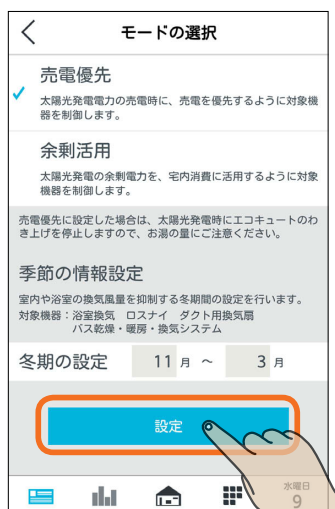 モードの選択
売電優先
太陽光発電電力の売電時に、売電を優先するように対象機
器を制御します。
余剰活用
太陽光発電の余剰電力を、宅内消費に活用するように対象
機器を制御します。
売電優先に設定した場合は、太陽光発電時にエコキュートのわ
き上げを停止しますので、お湯の量にご注意ください。
季節の情報設定
室内や浴室の換気風量を抑制する冬期間の設定を行います。
対象機器：浴室換気 ロスナイ ダクト用換気扇
バス乾燥・暖房・換気システム
冬期の設定 11 月 ～ 3 月
設定
水曜日
9